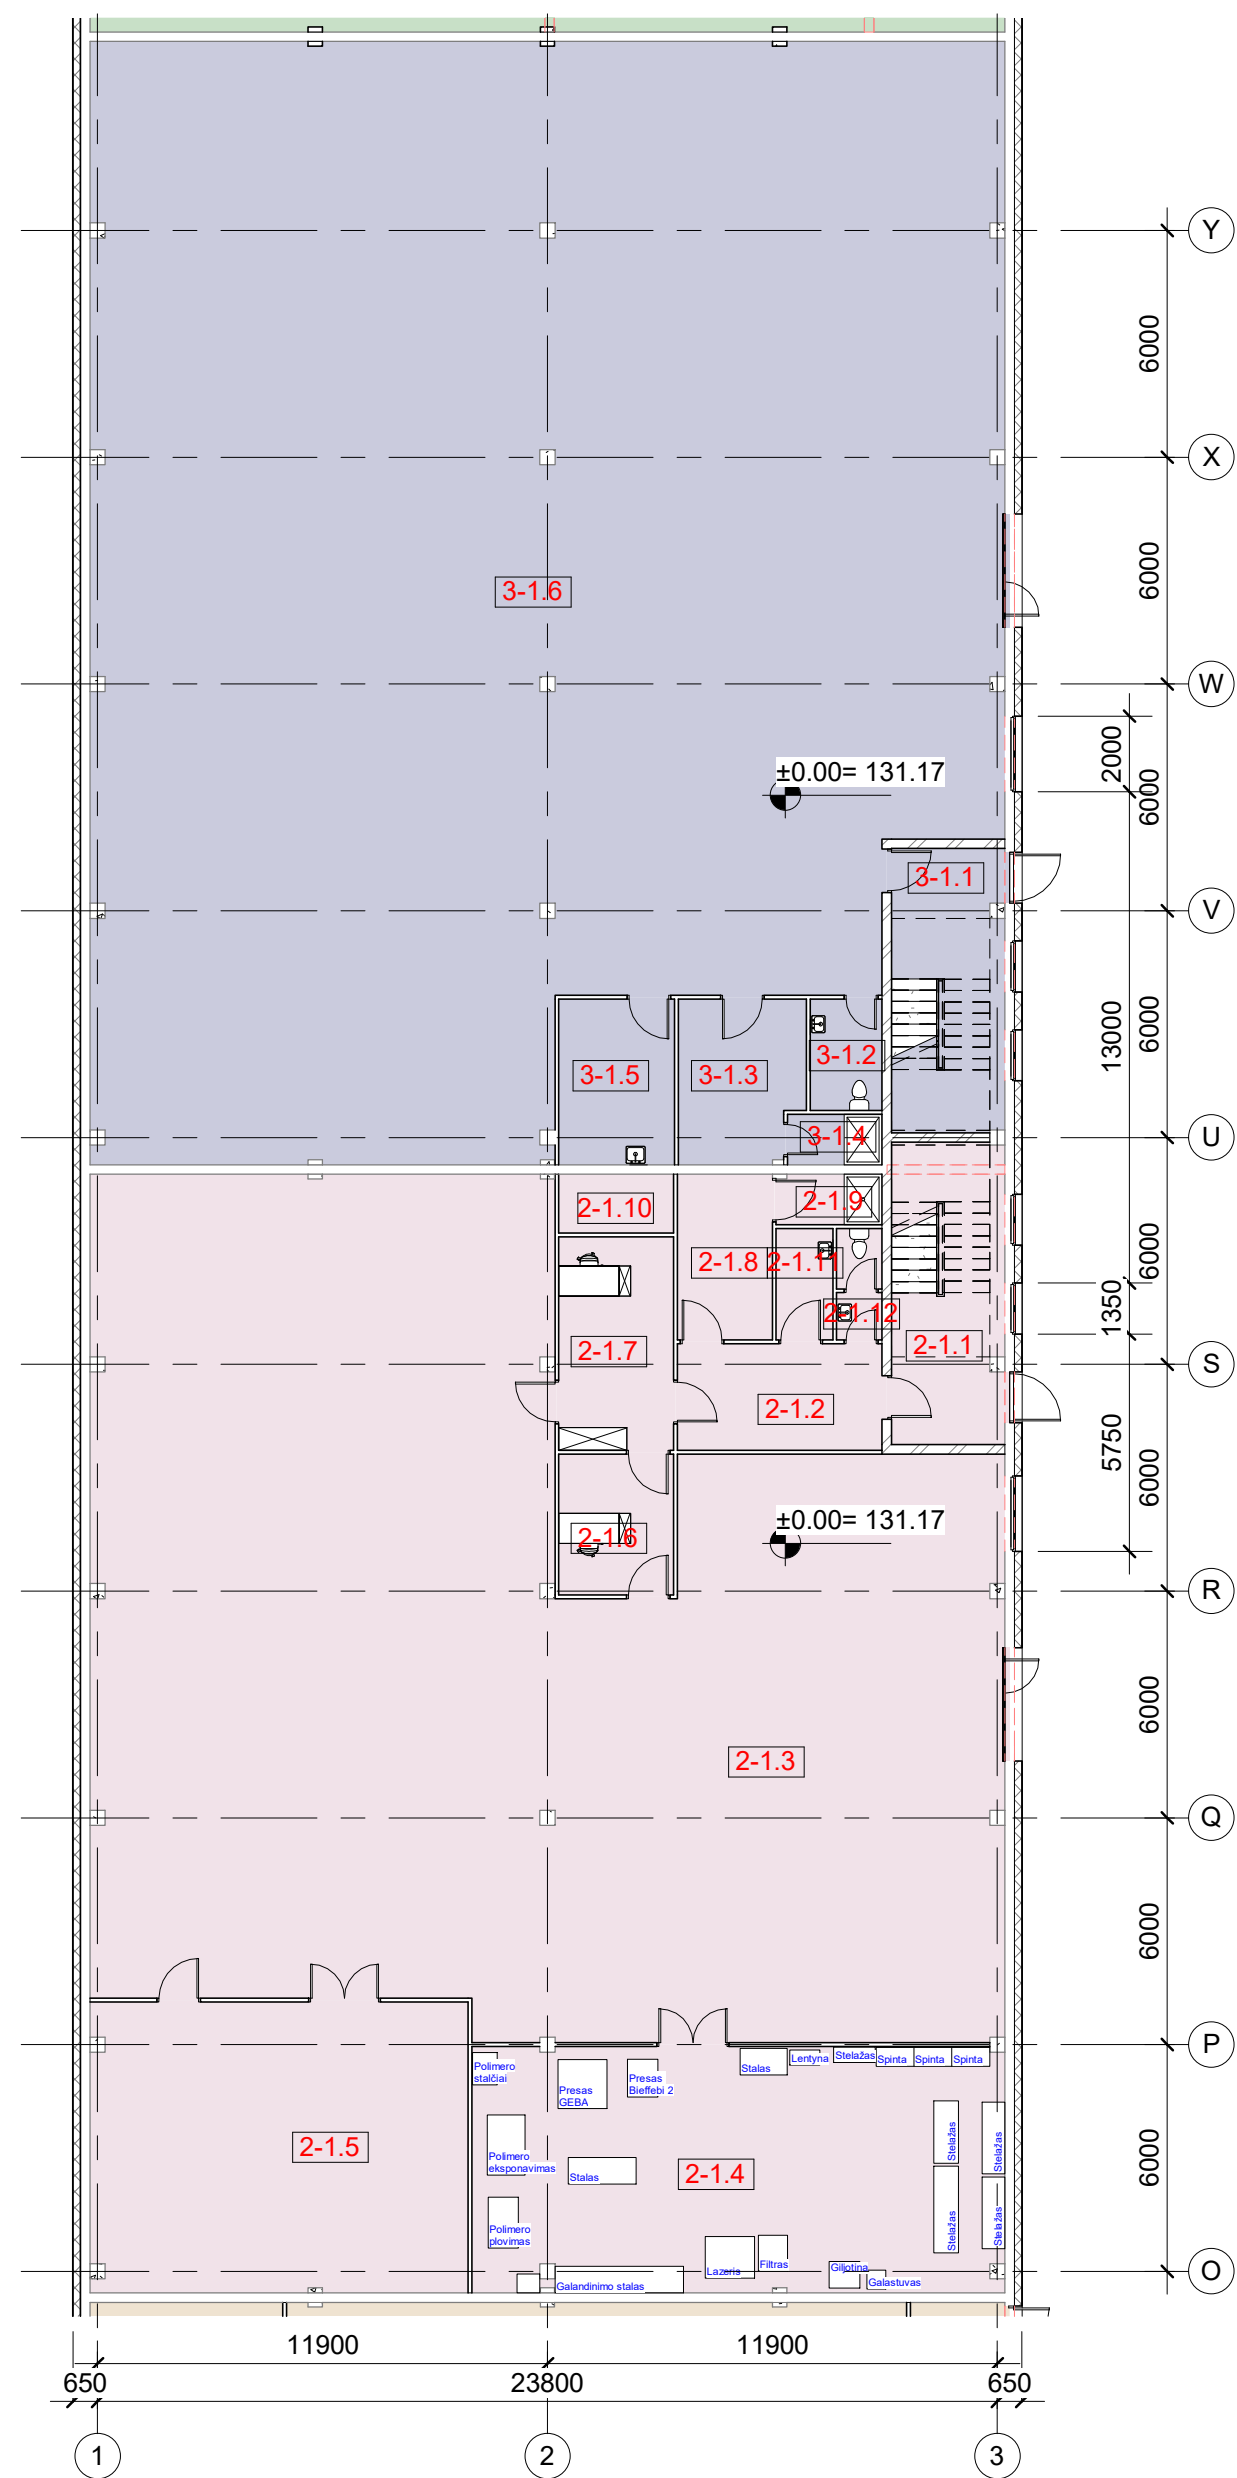 Y
6000
X
6000
3-1.6
W
2000
±0.00= 131.17
6000
3-1.1
V
13000
6000
3-1.5
3-1.3
3-1.2
3-1.4
U
2-1.10
2-1.9
2-1.8
2-1.11
6000
1350
2-1.12
2-1.7
2-1.1
S
2-1.2
5750
6000
±0.00= 131.17
2-1.6
R
6000
2-1.3
Q
6000
P
Polimero
stalčiai
Presas
GEBA
Presas
Bieffebi 2
Stalas
Lentyna
Stelažas
Spinta
Spinta
Spinta
2-1.5
Polimero
eksponavimas
Stalas
2-1.4
Stelažas
Stelažas
6000
Polimero
plovimas
Stelažas
Stelažas
Galandinimo stalas
Lazeris
Filtras
Giljotina
Galastuvas
O
11900
11900
650
23800
650
1
2
3